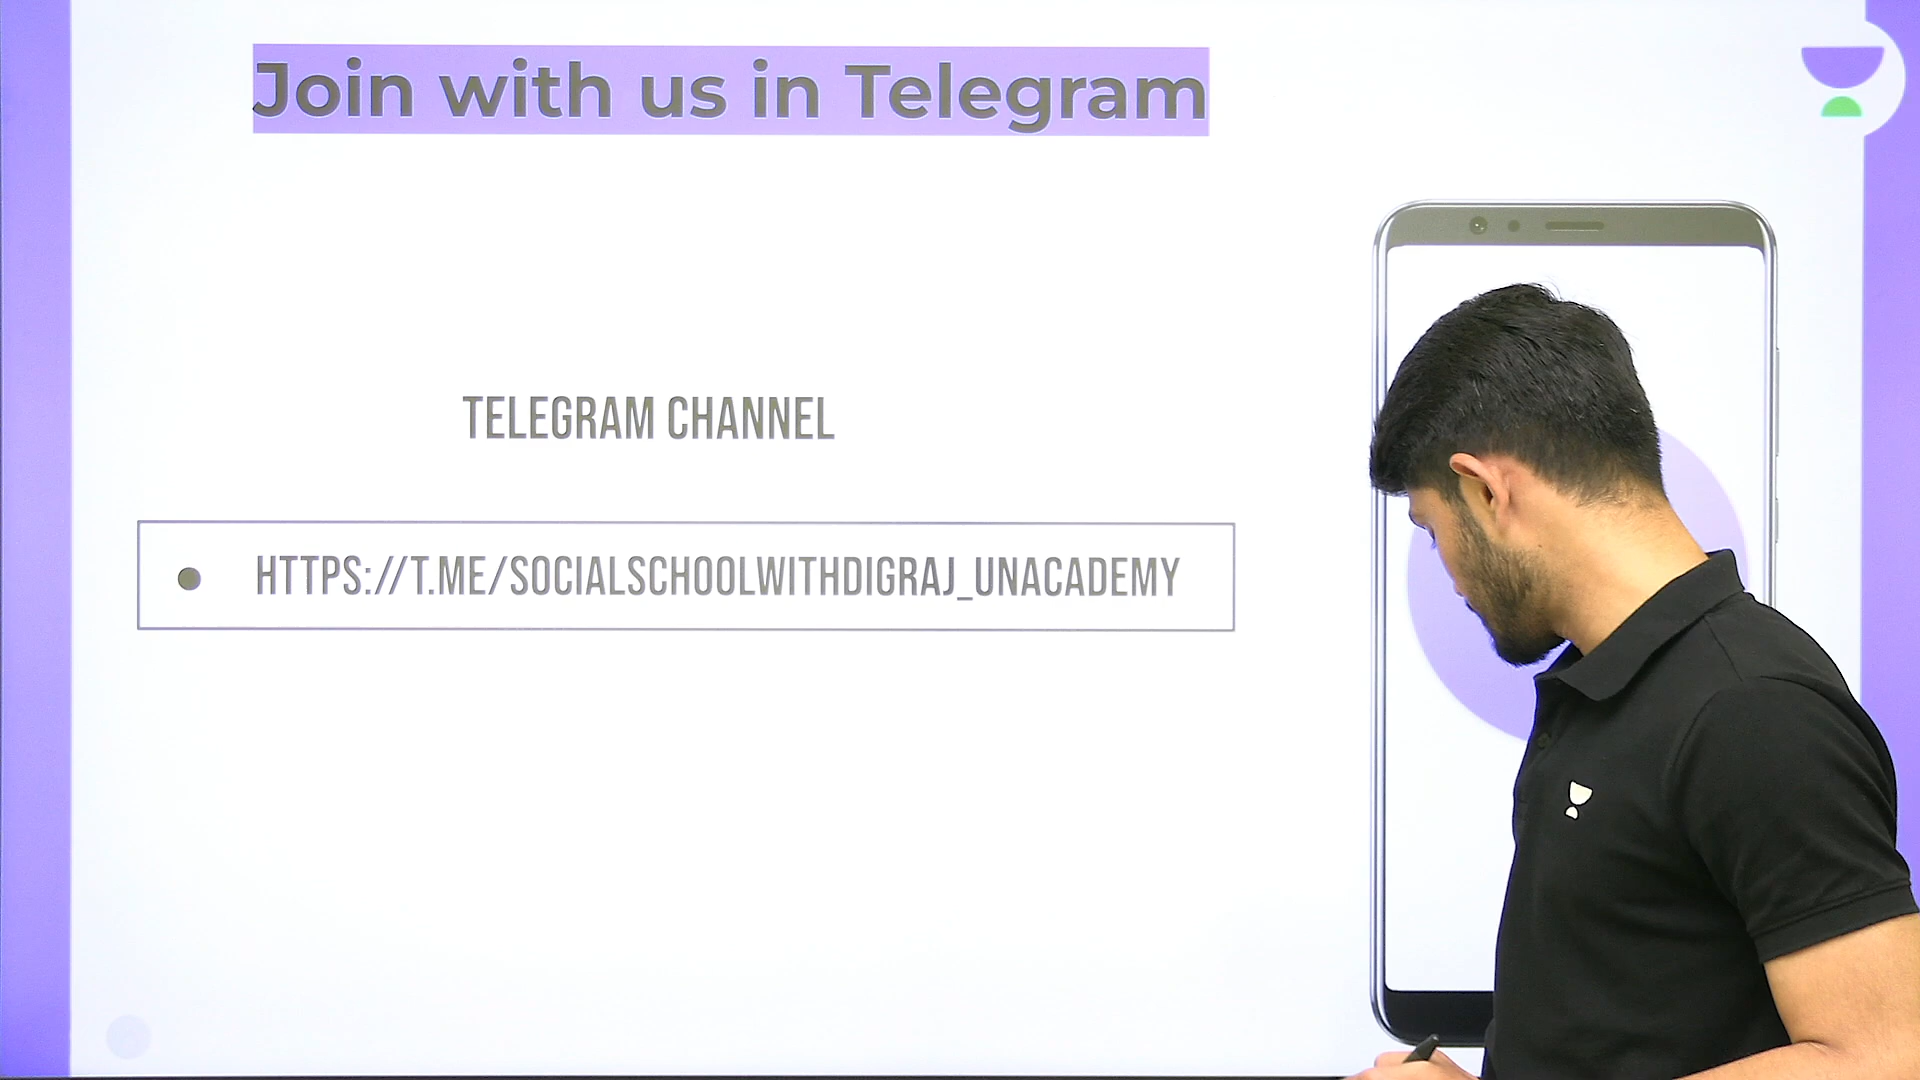 Join with us in Telegram
TELEGRAM CHANNEL
● HTTPS://T.ME/SOCIALSCHOOLWITHDIGRAJ_UNACADEMY